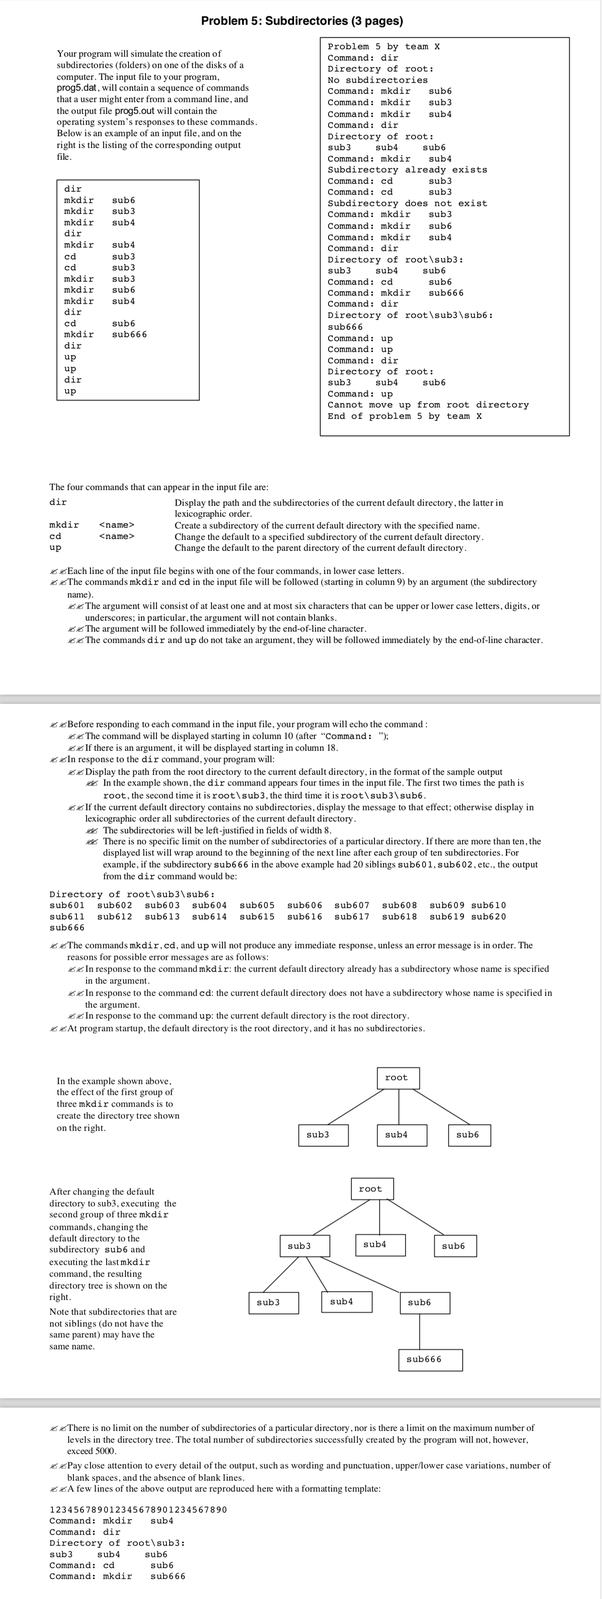 Problem 5: Subdirectories (3 pages)
Your program will simulate the creation of
subdirectories (folders) on one of the disks of a
computer. The input file to your program,
prog5.dat, will contain a sequence of commands
that a user might enter from a command line, and
the output file prog5.out will contain the
operating system's responses to these commands.
Below is an example of an input file, and on the
right is the listing of the corresponding output
file.
dir
mkdir   sub6
mkdir   sub3
mkdir   sub4
dir
mkdir   sub4
cd      sub3
cd      sub3
mkdir   sub3
mkdir   sub6
mkdir   sub4
dir
cd      sub6
mkdir   sub666
dir
up
up
dir
up
Problem 5 by team X
Command: dir
Directory of root:
No subdirectories
Command: mkdir   sub6
Command: mkdir   sub3
Command: mkdir   sub4
Command: dir
Directory of root:
sub3    sub4    sub6
Command: mkdir   sub4
Subdirectory already exists
Command: cd      sub3
Command: cd      sub3
Subdirectory does not exist
Command: mkdir   sub3
Command: mkdir   sub6
Command: mkdir   sub4
Command: dir
Directory of root\sub3:
sub3    sub4    sub6
Command: cd      sub6
Command: mkdir   sub666
Command: dir
Directory of root\sub3\sub6:
sub666
Command: up
Command: up
Command: dir
Directory of root:
sub3    sub4    sub6
Command: up
Cannot move up from root directory
End of problem 5 by team X
The four commands that can appear in the input file are:
dir Display the path and the subdirectories of the current default directory, the latter in
lexicographic order.
mkdir <name> Create a subdirectory of the current default directory with the specified name.
cd <name> Change the default to a specified subdirectory of the current default directory.
up Change the default to the parent directory of the current default directory.
Each line of the input file begins with one of the four commands, in lower case letters.
The commands mkdir and cd in the input file will be followed (starting in column 9) by an argument (the subdirectory
name).
The argument will consist of at least one and at most six characters that can be upper or lower case letters, digits, or
underscores; in particular, the argument will not contain blanks.
The argument will be followed immediately by the end-of-line character.
The commands dir and up do not take an argument, they will be followed immediately by the end-of-line character.
Before responding to each command in the input file, your program will echo the command :
The command will be displayed starting in column 10 (after "Command: ");
If there is an argument, it will be displayed starting in column 18.
In response to the dir command, your program will:
Display the path from the root directory to the current default directory, in the format of the sample output
In the example shown, the dir command appears four times in the input file. The first two times the path is
root, the second time it is root\sub3, the third time it is root\sub3\sub6.
If the current default directory contains no subdirectories, display the message to that effect; otherwise display in
lexicographic order all subdirectories of the current default directory.
The subdirectories will be left-justified in fields of width 8.
There is no specific limit on the number of subdirectories of a particular directory. If there are more than ten, the
displayed list will wrap around to the beginning of the next line after each group of ten subdirectories. For
example, if the subdirectory sub666 in the above example had 20 siblings sub601, sub602, etc., the output
from the dir command would be:
Directory of root\sub3\sub6:
sub601  sub602  sub603  sub604  sub605  sub606  sub607  sub608  sub609 sub610
sub611  sub612  sub613  sub614  sub615  sub616  sub617  sub618  sub619 sub620
sub666
The commands mkdir, cd, and up will not produce any immediate response, unless an error message is in order. The
reasons for possible error messages are as follows:
In response to the command mkdir: the current default directory already has a subdirectory whose name is specified
in the argument.
In response to the command cd: the current default directory does not have a subdirectory whose name is specified in
the argument.
In response to the command up: the current default directory is the root directory.
At program startup, the default directory is the root directory, and it has no subdirectories.
In the example shown above,
the effect of the first group of
three mkdir commands is to
create the directory tree shown
on the right.
root
sub3 sub4 sub6
After changing the default
directory to sub3, executing the
second group of three mkdir
commands, changing the
default directory to the
subdirectory sub6 and
executing the last mkdir
command, the resulting
directory tree is shown on the
right.
Note that subdirectories that are
not siblings (do not have the
same parent) may have the
same name.
root
sub3 sub4 sub6
sub3 sub4 sub6
sub666
There is no limit on the number of subdirectories of a particular directory, nor is there a limit on the maximum number of
levels in the directory tree. The total number of subdirectories successfully created by the program will not, however,
exceed 5000.
Pay close attention to every detail of the output, such as wording and punctuation, upper/lower case variations, number of
blank spaces, and the absence of blank lines.
A few lines of the above output are reproduced here with a formatting template:
123456789012345678901234567890
Command: mkdir   sub4
Command: dir
Directory of root\sub3:
sub3    sub4    sub6
Command: cd      sub6
Command: mkdir   sub666